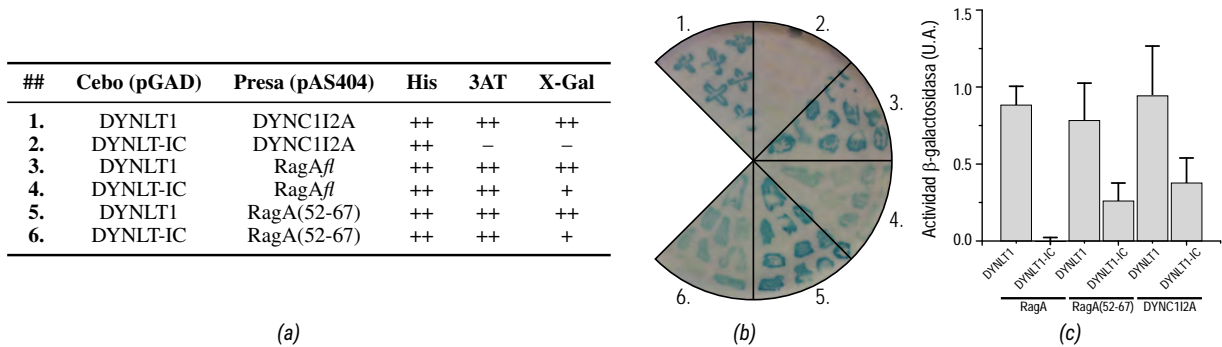 ## Cebo (pGAD) Presa (pAS404) His 3AT X-Gal
1. DYNLT1 DYNC1I2A ++ ++ ++
2. DYNLT-IC DYNC1I2A ++ – –
3. DYNLT1 RagAfl ++ ++ ++
4. DYNLT-IC RagAfl ++ ++ +
5. DYNLT1 RagA(52-67) ++ ++ ++
6. DYNLT-IC RagA(52-67) ++ ++ +
(a)
1.
2.
3.
4.
5.
6.
(b)
Actividad β-galactosidasa (U.A.)
1.5
1.0
0.5
0.0
DYNLT1 DYNLT1-IC DYNLT1 DYNLT1-IC DYNLT1 DYNLT1-IC
RagA RagA(52-67) DYNC1I2A
(c)